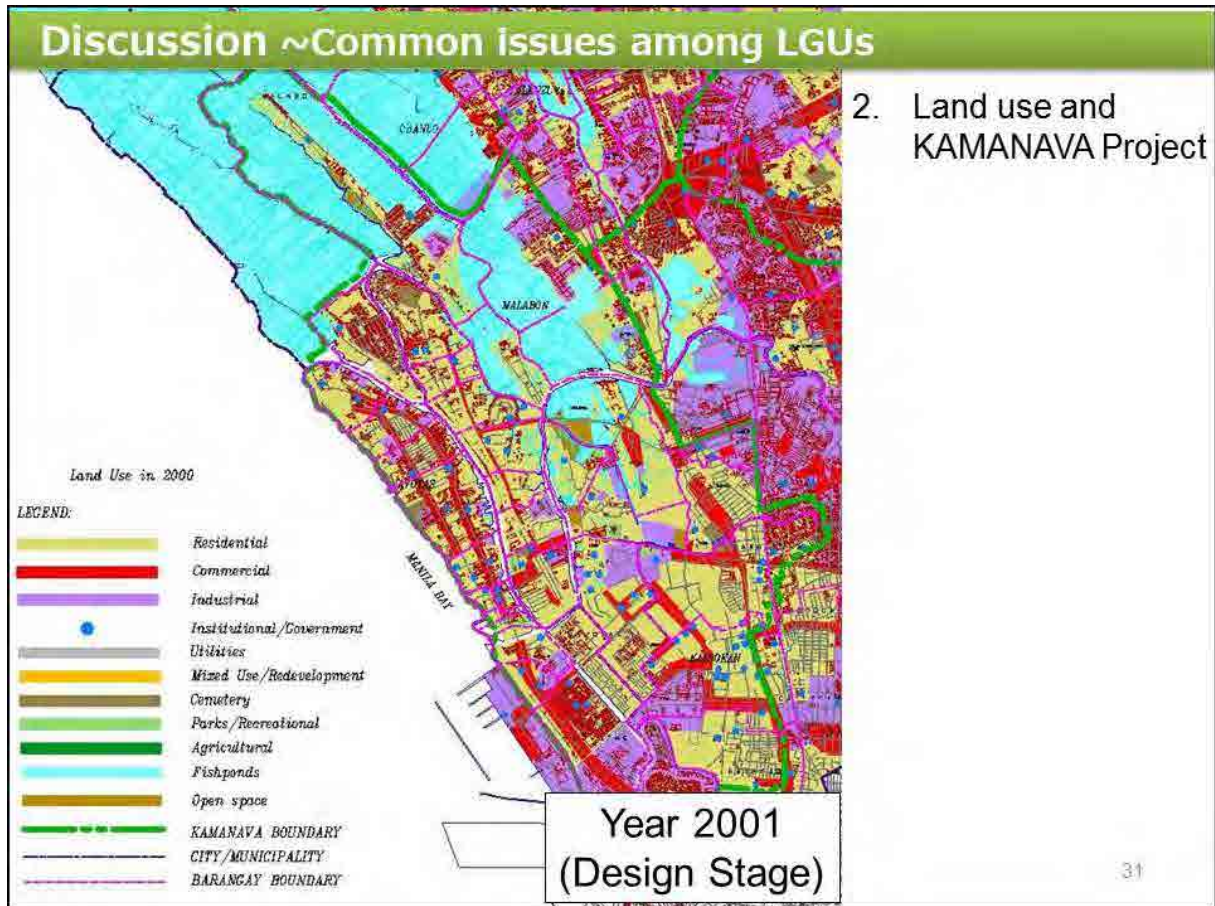 Discussion ~Common issues among LGUs
2. Land use and
KAMANAVA Project
MALABON
MANILA BAY
Land Use in 2000
LEGEND:
Residential
Commercial
Industrial
Institutional/Government
Utilities
Mixed Use/Redevelopment
Cemetery
Parks/Recreational
Agricultural
Fishponds
Open space
KAMANAVA BOUNDARY
CITY/MUNICIPALITY
BARANGAY BOUNDARY
Year 2001
(Design Stage)
31